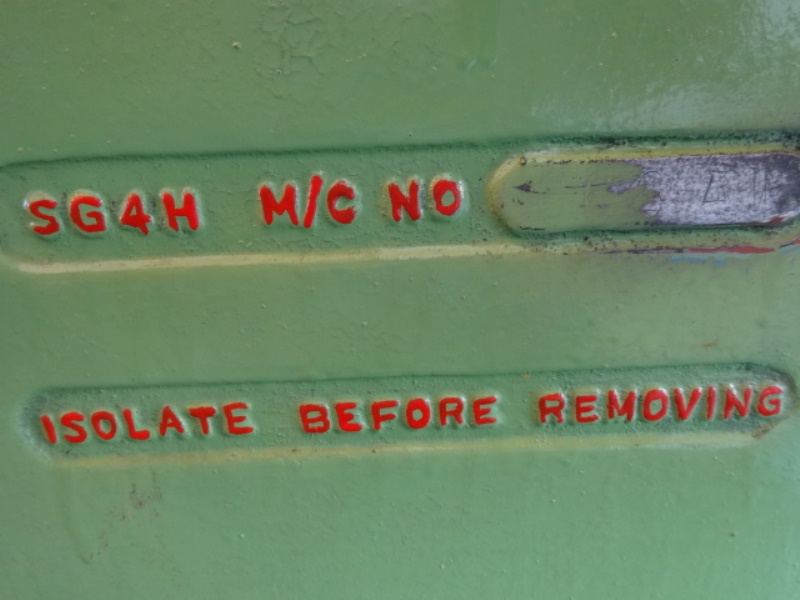 SG4H M/C NO
ISOLATE BEFORE REMOVING